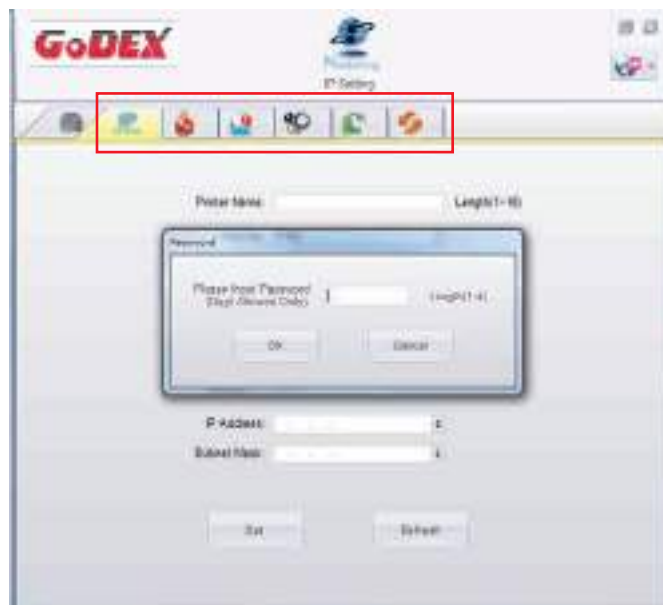 GODEX
IP Setting
Printer Name: Length(1~16)
Password
Please Input Password
(Digit Allowed Only) Length(1-4)
OK Cancel
IP Address:
Subnet Mask:
Set Refresh